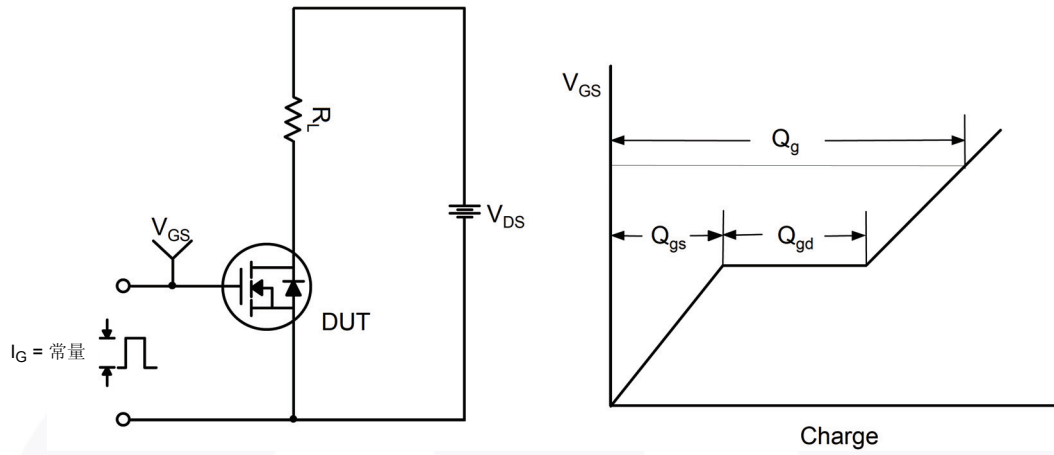 R_L
V_GS
V_DS
DUT
I_G = 常量
V_GS
Q_g
Q_gs
Q_gd
Charge